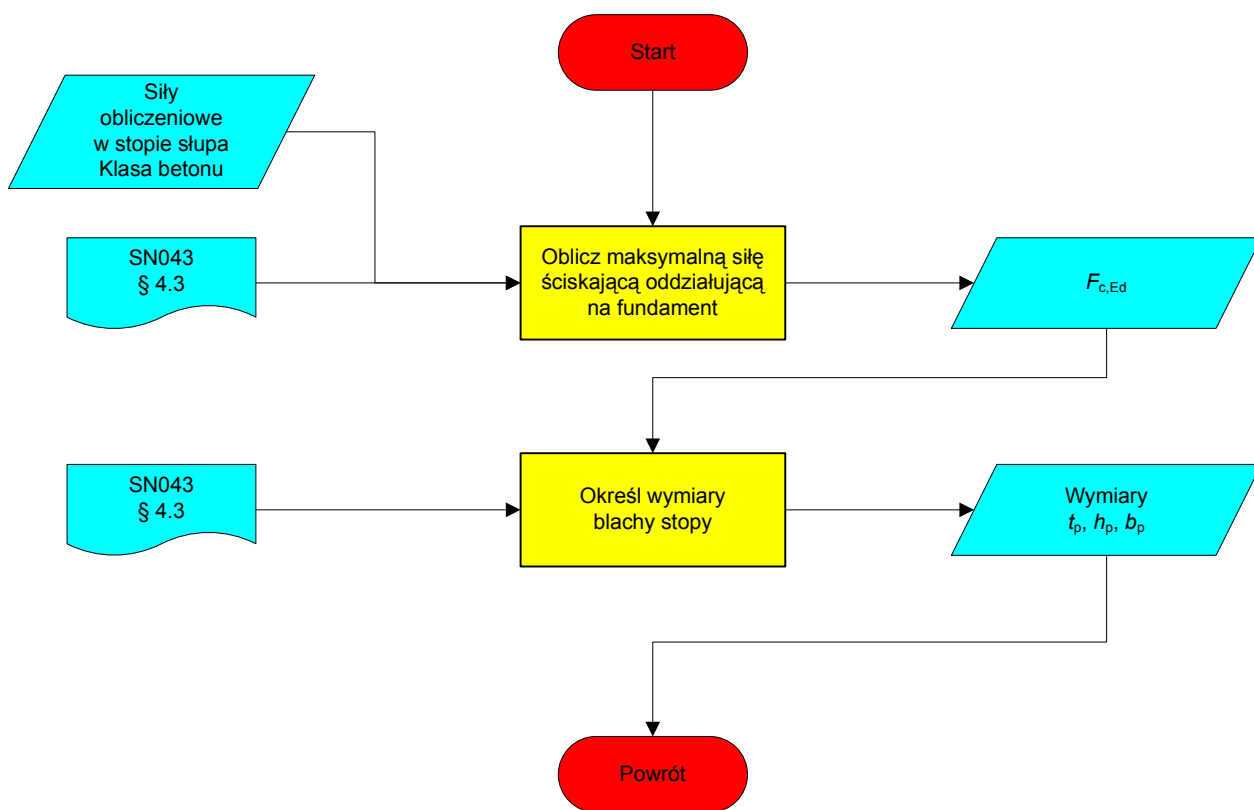 Start
Siły
obliczeniowe
w stopie słupa
Klasa betonu
SN043
§ 4.3
Oblicz maksymalną siłę
ściskającą oddziałującą
na fundament
Fc,Ed
SN043
§ 4.3
Określ wymiary
blachy stopy
Wymiary
tp, hp, bp
Powrót